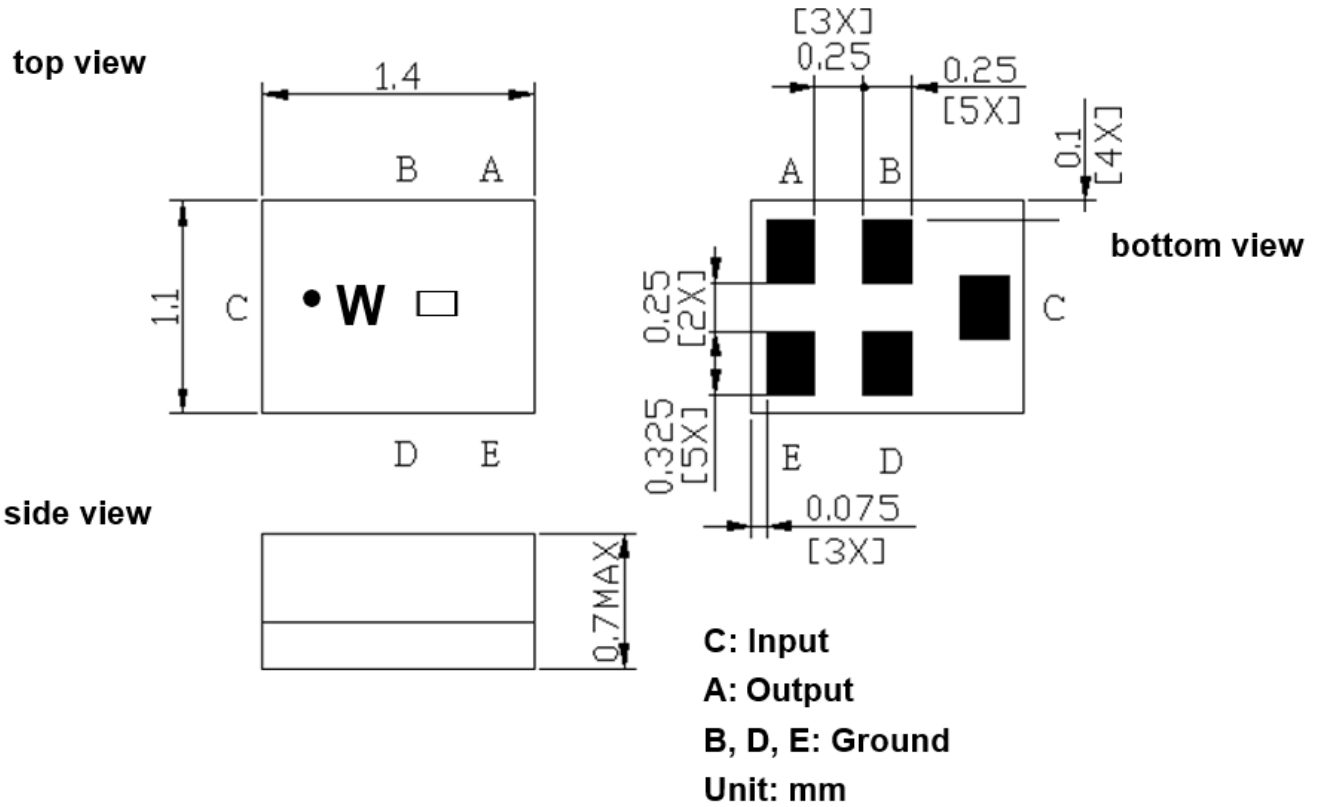 top view
1.4
B A
1.1
C
• W
D E
side view
0.7MAX
[3X]
0.25
0.25
[5X]
0.1
[4X]
A B
bottom view
0.25
[2X]
C
0.325
[5X]
E D
0.075
[3X]
C: Input
A: Output
B, D, E: Ground
Unit: mm